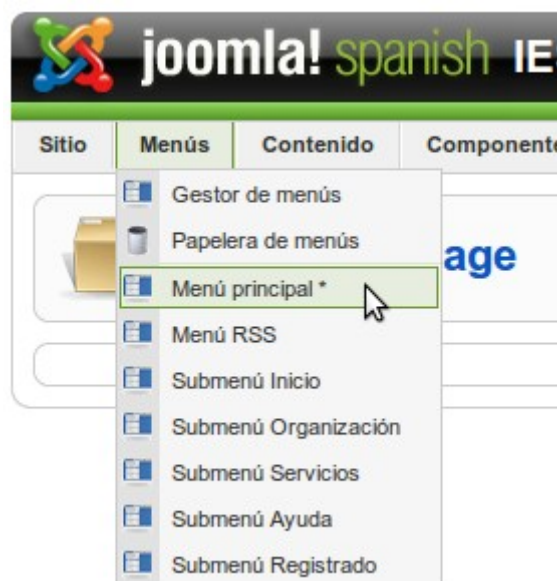 joomla! spanish IE
Sitio Menús Contenido Componente
Gestor de menús
Papelera de menús
age
Menú principal *
Menú RSS
Submenú Inicio
Submenú Organización
Submenú Servicios
Submenú Ayuda
Submenú Registrado